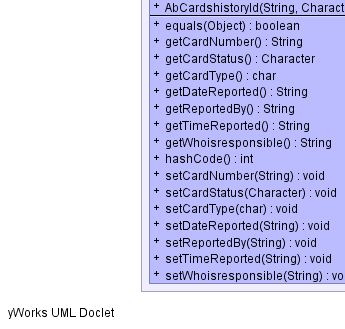 + AbCardshistoryId(String, Charact
+ equals(Object) : boolean
+ getCardNumber() : String
+ getCardStatus() : Character
+ getCardType() : char
+ getDateReported() : String
+ getReportedBy() : String
+ getTimeReported() : String
+ getWhoisresponsible() : String
+ hashCode() : int
+ setCardNumber(String) : void
+ setCardStatus(Character) : void
+ setCardType(char) : void
+ setDateReported(String) : void
+ setReportedBy(String) : void
+ setTimeReported(String) : void
+ setWhoisresponsible(String) : vo
yWorks UML Doclet